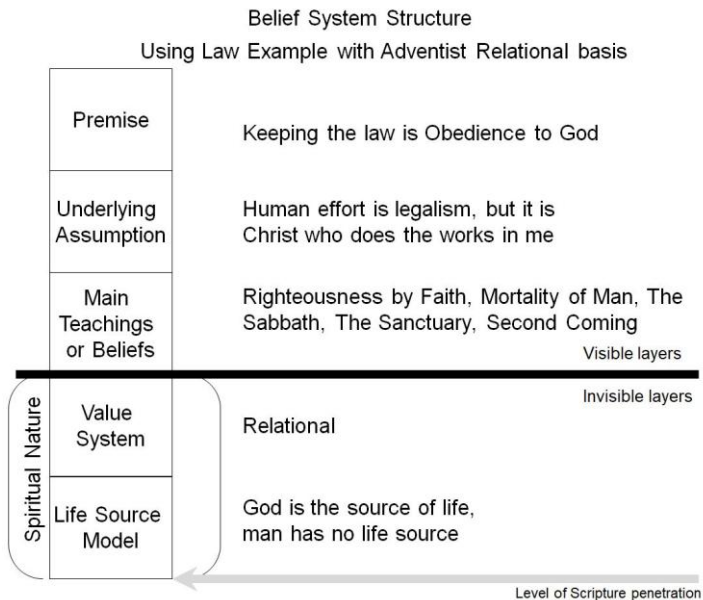 Belief System Structure
Using Law Example with Adventist Relational basis
Premise
Keeping the law is Obedience to God
Underlying
Assumption
Human effort is legalism, but it is
Christ who does the works in me
Main
Teachings
or Beliefs
Righteousness by Faith, Mortality of Man, The
Sabbath, The Sanctuary, Second Coming
Visible layers
Invisible layers
Spiritual Nature
Value
System
Relational
Life Source
Model
God is the source of life,
man has no life source
Level of Scripture penetration